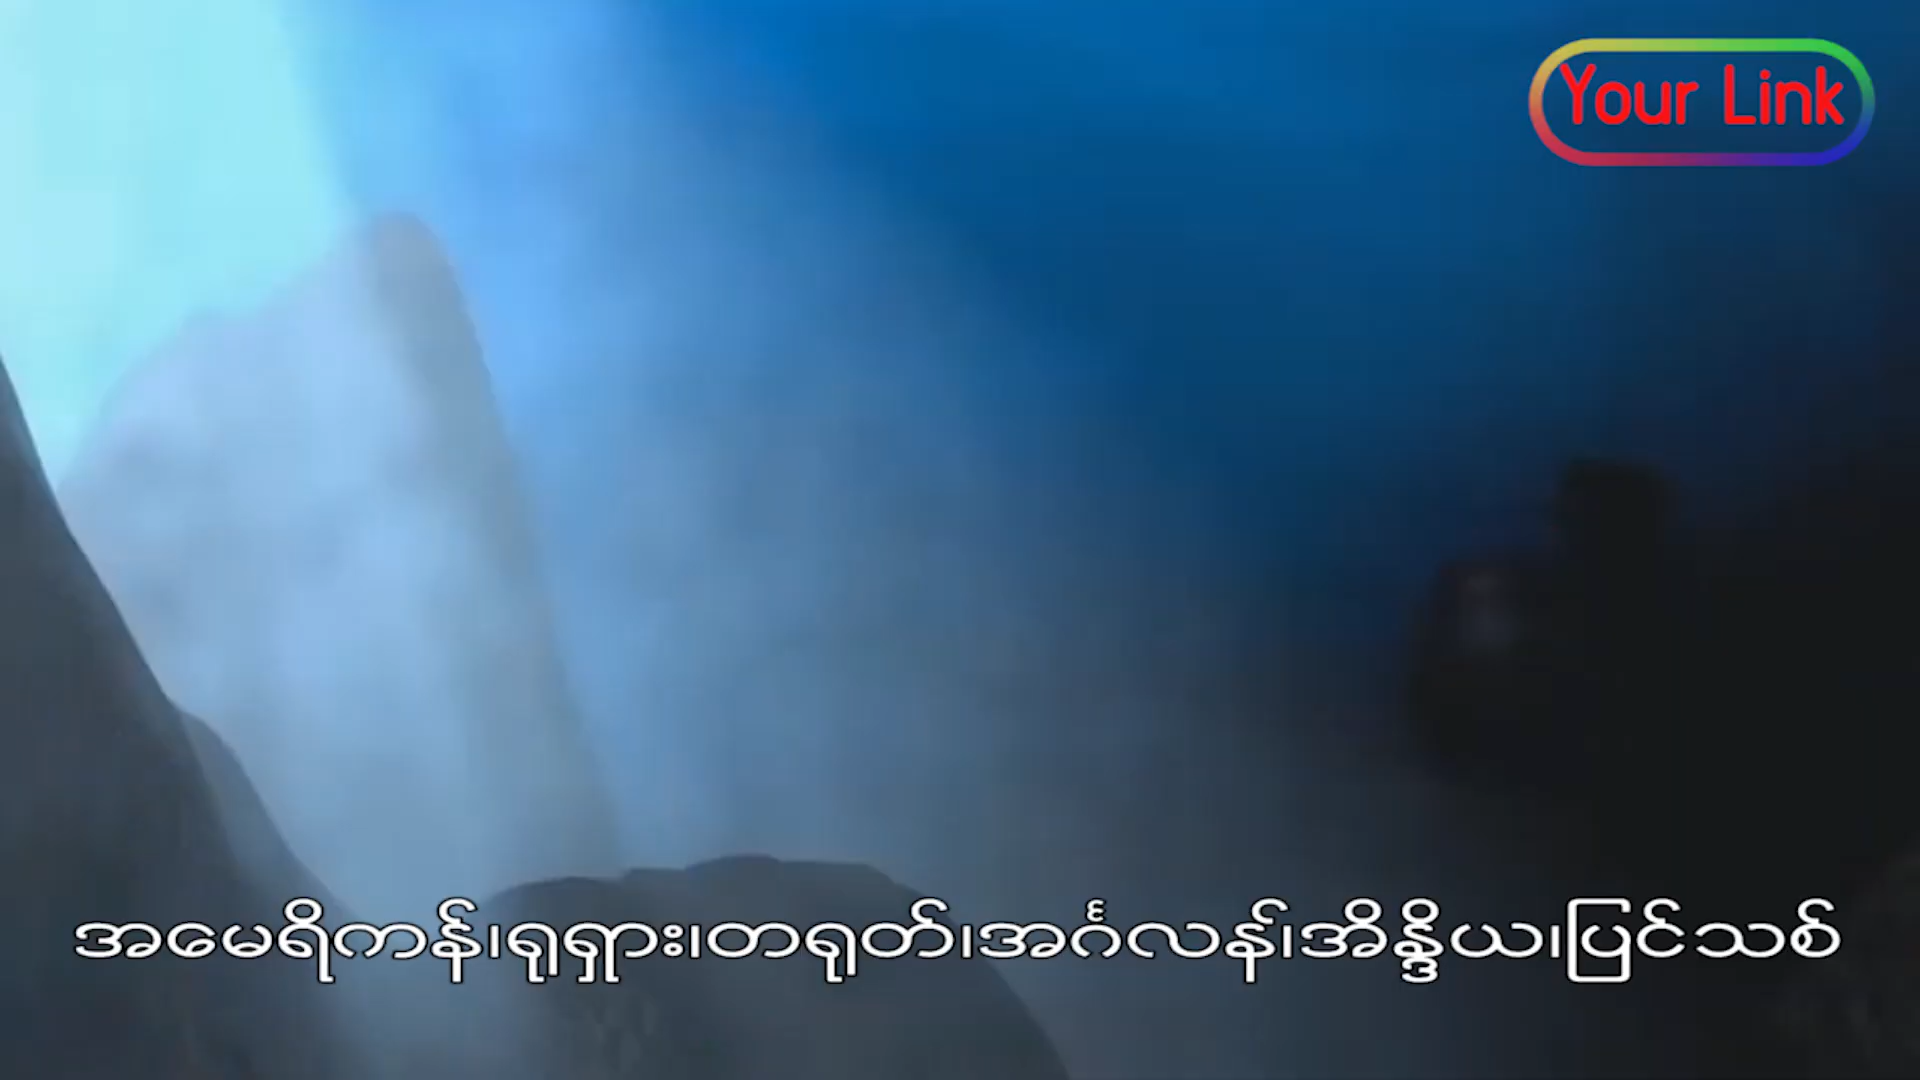 Your Link
အမေရိကန်၊ရုရှား၊တရုတ်၊အင်္ဂလန်၊အိန္ဒိယ၊ပြင်သစ်